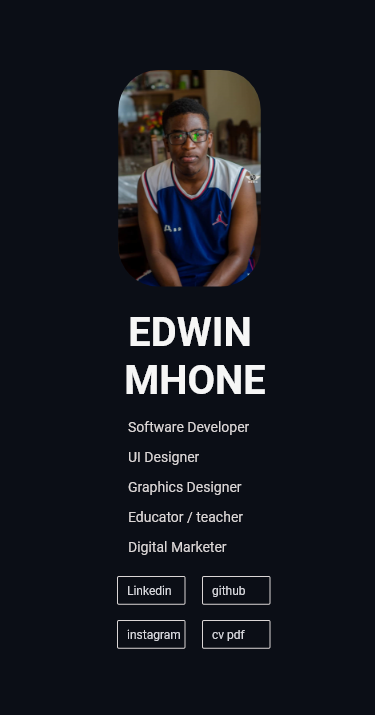 EDWIN
MHONE
Software Developer
UI Designer
Graphics Designer
Educator / teacher
Digital Marketer
Linkedin
github
instagram
cv pdf